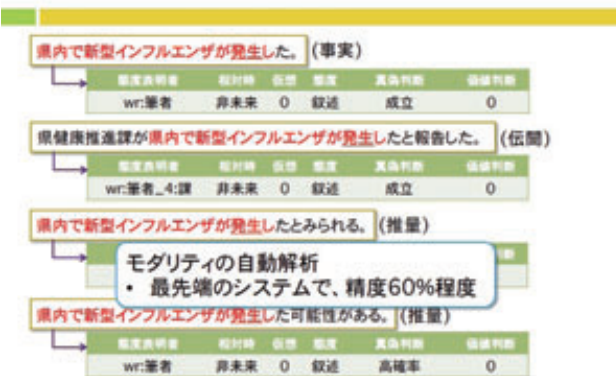 県内で新型インフルエンザが発生した。 (事実)
態度表明者 相対時 仮想 態度 真偽判断 価値判断
wr:筆者 非未来 0 叙述 成立 0
県健康推進課が県内で新型インフルエンザが発生したと報告した。 (伝聞)
態度表明者 相対時 仮想 態度 真偽判断 価値判断
wr:筆者_4:課 非未来 0 叙述 成立 0
県内で新型インフルエンザが発生したとみられる。 (推量)
モダリティの自動解析
• 最先端のシステムで、精度60%程度
県内で新型インフルエンザが発生した可能性がある。 (推量)
態度表明者 相対時 仮想 態度 真偽判断 価値判断
wr:筆者 非未来 0 叙述 高確率 0